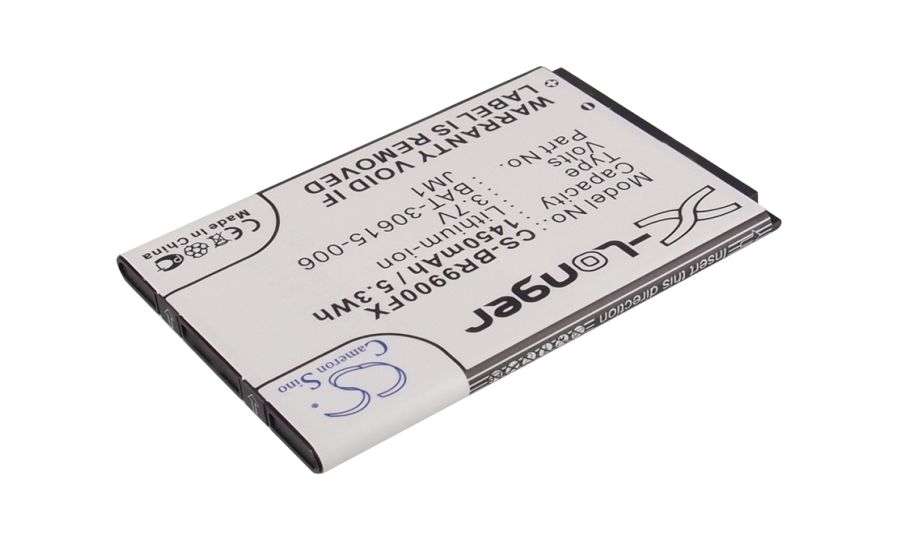 X-Longer
Model No: CS-BR9900FX
Capacity : 1450mAh / 5.3Wh
Type : Lithium-ion
Volts : 3.7V
Part No. : BAT-30615-006
JM1
WARRANTY VOID IF
LABEL IS REMOVED
Insert this direction
CS
Cameron Sino
Made in China